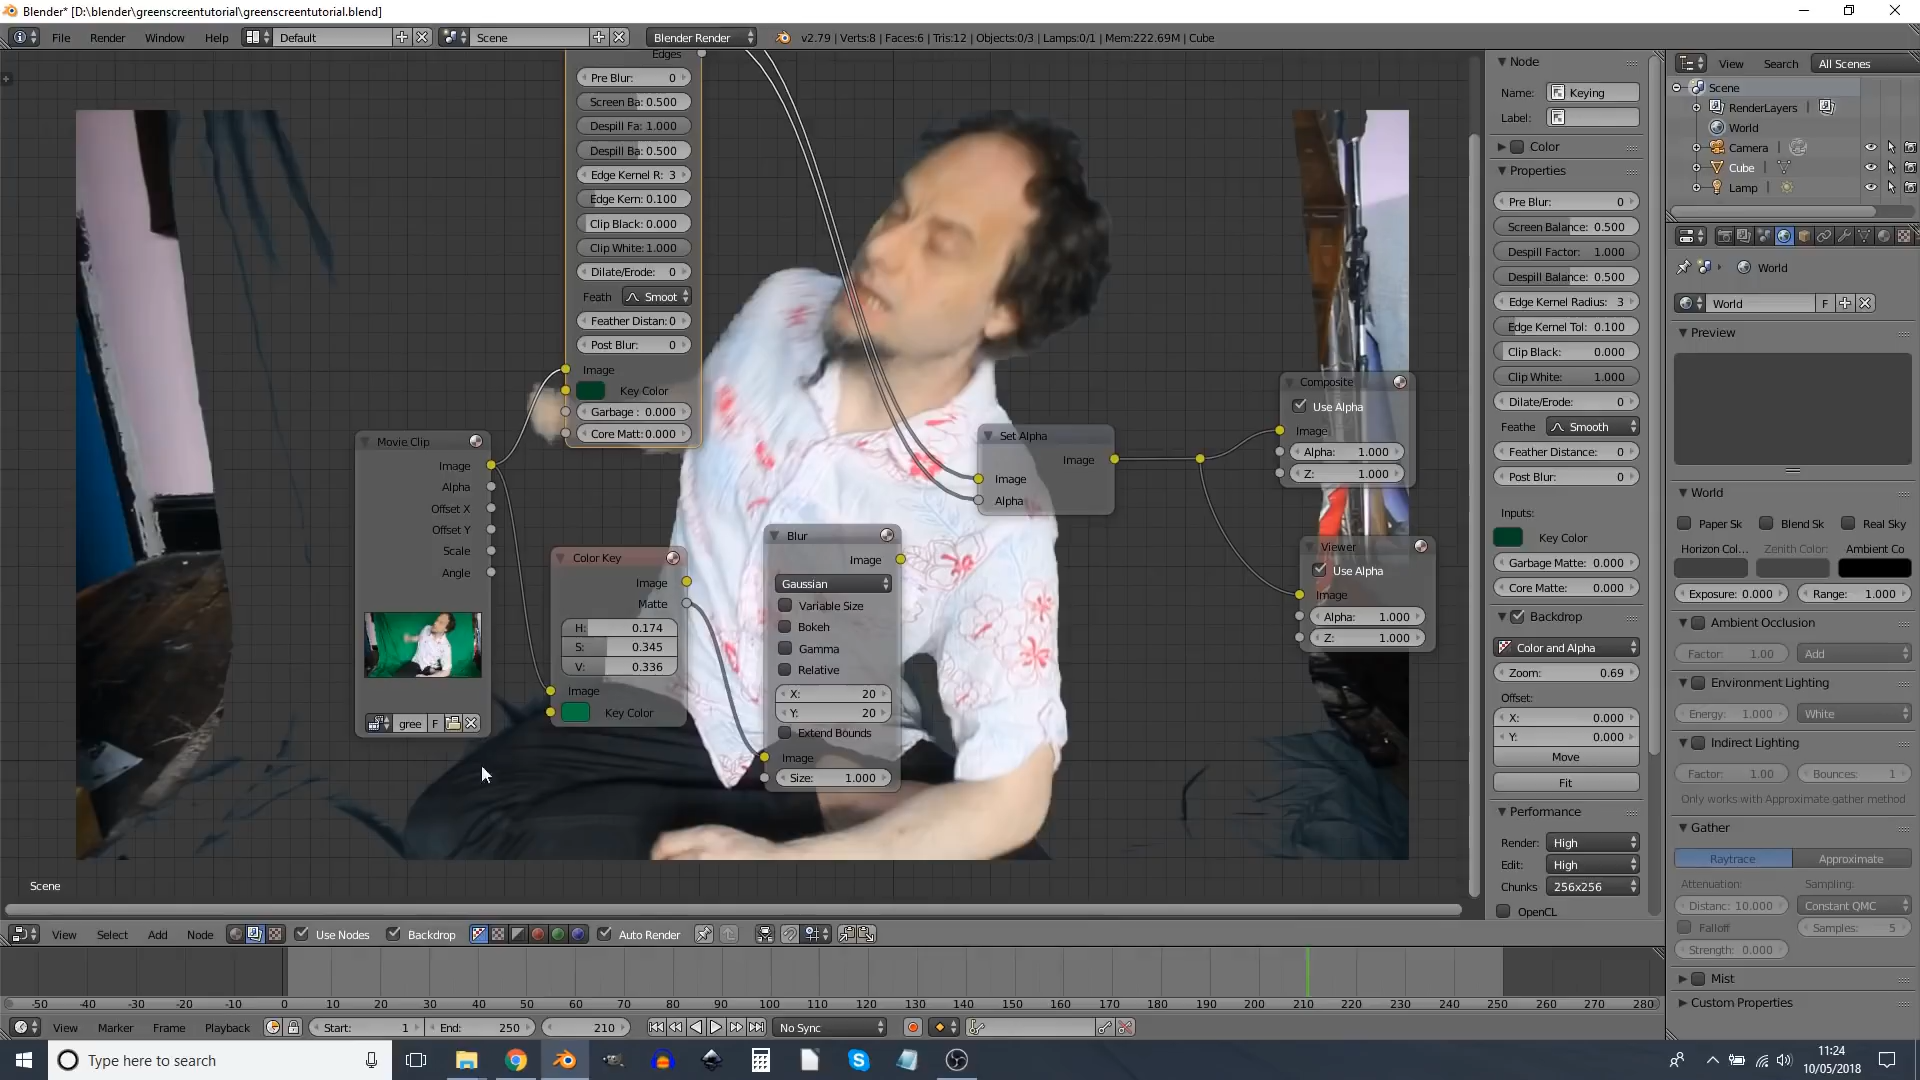 Blender* [D:\blender\greenscreentutorial\greenscreentutorial.blend]
File Render Window Help Default Scene Blender Render v2.79 | Verts:8 | Faces:6 | Tris:12 | Objects:0/3 | Lamps:0/1 | Mem:222.69M | Cube
Edges
Pre Blur: 0
Screen Ba: 0.500
Despill Fa: 1.000
Despill Ba: 0.500
Edge Kernel R: 3
Edge Kern: 0.100
Clip Black: 0.000
Clip White: 1.000
Dilate/Erode: 0
Feath Smoot
Feather Distan: 0
Post Blur: 0
Image
Key Color
Garbage : 0.000
Core Matt: 0.000
Movie Clip
Image
Alpha
Offset X
Offset Y
Scale
Angle
gree F
Color Key
Image
Matte
H: 0.174
S: 0.345
V: 0.336
Image
Key Color
Blur
Image
Gaussian
Variable Size
Bokeh
Gamma
Relative
X: 20
Y: 20
Extend Bounds
Image
Size: 1.000
Set Alpha
Image
Image
Alpha
Composite
Use Alpha
Image
Alpha: 1.000
Z: 1.000
Viewer
Use Alpha
Image
Alpha: 1.000
Z: 1.000
Scene
Node
Name: Keying
Label:
Color
Properties
Pre Blur: 0
Screen Balance: 0.500
Despill Factor: 1.000
Despill Balance: 0.500
Edge Kernel Radius: 3
Edge Kernel Tol: 0.100
Clip Black: 0.000
Clip White: 1.000
Dilate/Erode: 0
Feathe Smooth
Feather Distance: 0
Post Blur: 0
Inputs:
Key Color
Garbage Matte: 0.000
Core Matte: 0.000
Backdrop
Color and Alpha
Zoom: 0.69
Offset:
X: 0.000
Y: 0.000
Move
Fit
Performance
Render: High
Edit: High
Chunks 256x256
OpenCL
View Search All Scenes
Scene
RenderLayers
World
Camera
Cube
Lamp
World
World F
Preview
World
Paper Sk Blend Sk Real Sky
Horizon Col... Zenith Color: Ambient Co
Exposure: 0.000 Range: 1.000
Ambient Occlusion
Factor: 1.00 Add
Environment Lighting
Energy: 1.000 White
Indirect Lighting
Factor: 1.00 Bounces: 1
Only works with Approximate gather method
Gather
Raytrace Approximate
Attenuation: Sampling:
Distanc: 10.000 Constant QMC
Falloff Samples: 5
Strength: 0.000
Mist
Custom Properties
View Select Add Node Use Nodes Backdrop Auto Render
-50 -40 -30 -20 -10 0 10 20 30 40 50 60 70 80 90 100 110 120 130 140 150 160 170 180 190 200 210 220 230 240 250 260 270 280
View Marker Frame Playback Start: 1 End: 250 210 No Sync
Type here to search
11:24
10/05/2018